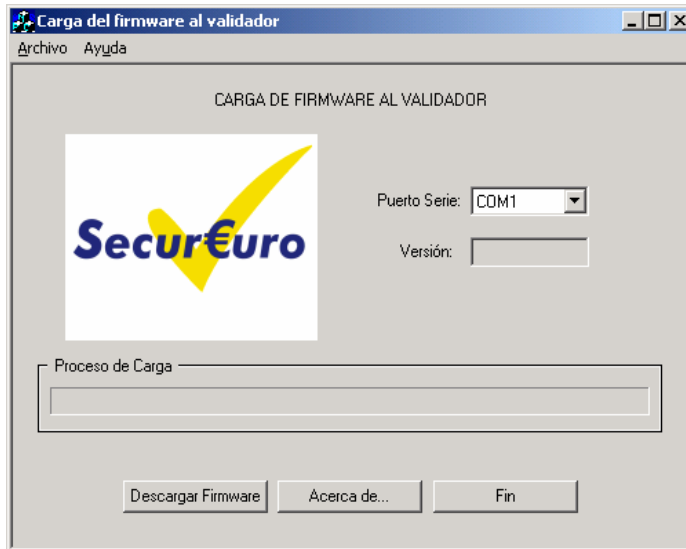 Carga del firmware al validador
Archivo Ayuda
CARGA DE FIRMWARE AL VALIDADOR
Secur€uro
Puerto Serie: COM1
Versión:
Proceso de Carga
Descargar Firmware Acerca de... Fin